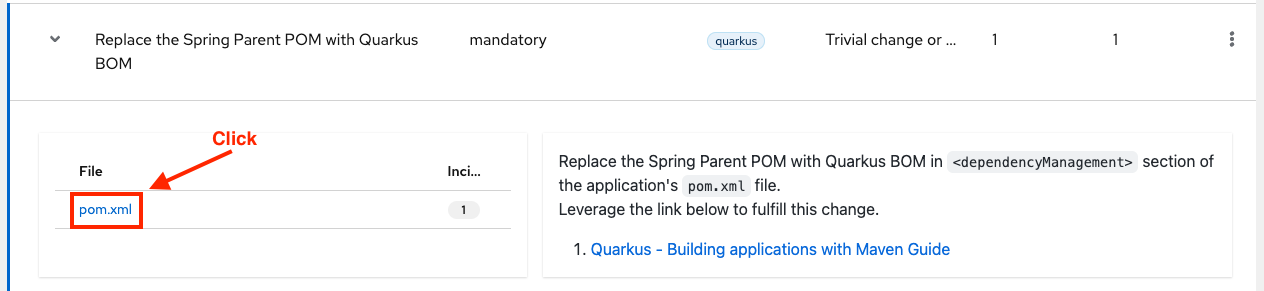 Replace the Spring Parent POM with Quarkus mandatory quarkus Trivial change or ... 1 1
BOM
Click
File Inci...
pom.xml 1
Replace the Spring Parent POM with Quarkus BOM in <dependencyManagement> section of
the application's pom.xml file.
Leverage the link below to fulfill this change.
1. Quarkus - Building applications with Maven Guide